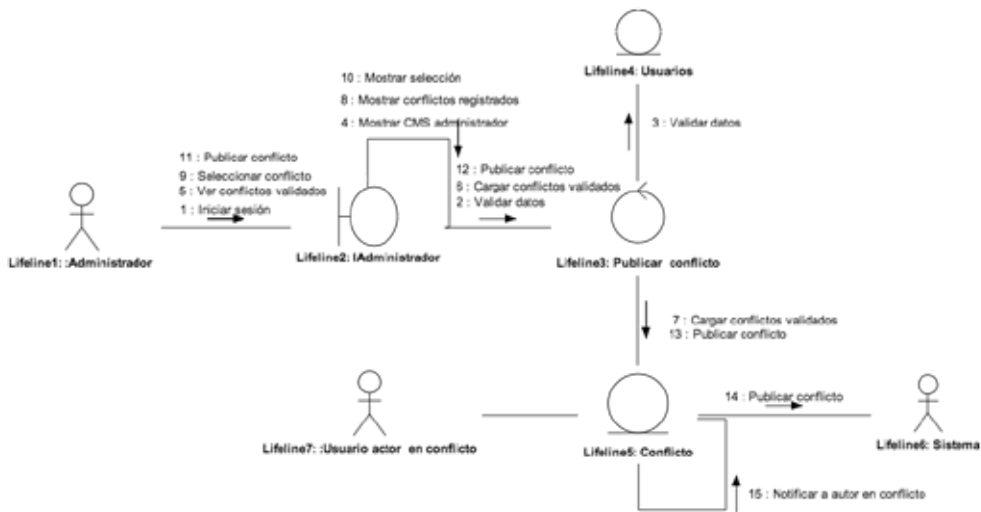 Lifeline4: Usuarios
10 : Mostrar selección
8 : Mostrar conflictos registrados
4 : Mostrar CMS administrador
3 : Validar datos
11 : Publicar conflicto
9 : Seleccionar conflicto
5 : Ver conflictos validados
1 : Iniciar sesión
12 : Publicar conflicto
6 : Cargar conflictos validados
2 : Validar datos
Lifeline1: :Administrador
Lifeline2: IAdministrador
Lifeline3: Publicar conflicto
7 : Cargar conflictos validados
13 : Publicar conflicto
14 : Publicar conflicto
Lifeline7: :Usuario actor en conflicto
Lifeline5: Conflicto
Lifeline6: Sistema
15 : Notificar a autor en conflicto